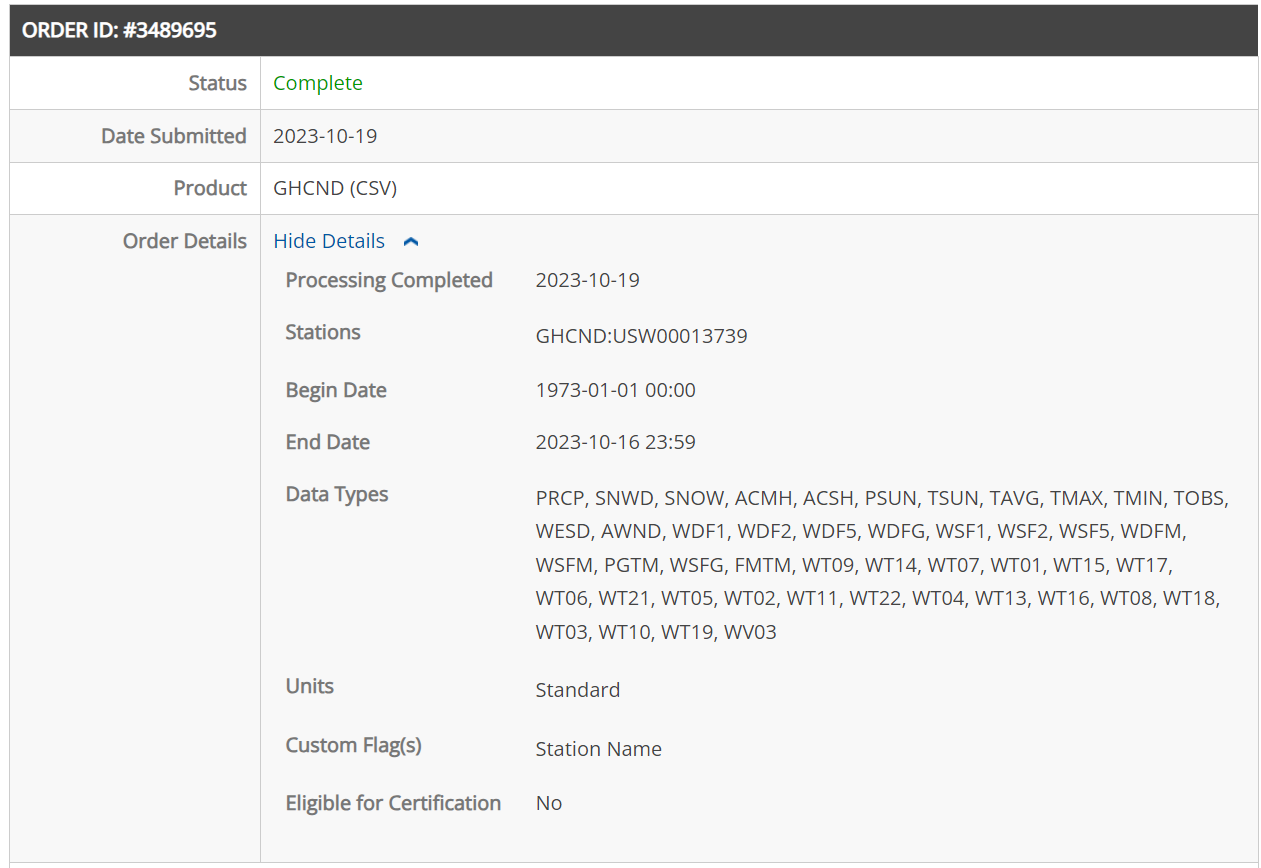 ORDER ID: #3489695
Status Complete
Date Submitted 2023-10-19
Product GHCND (CSV)
Order Details Hide Details
Processing Completed 2023-10-19
Stations GHCND:USW00013739
Begin Date 1973-01-01 00:00
End Date 2023-10-16 23:59
Data Types PRCP, SNWD, SNOW, ACMH, ACSH, PSUN, TSUN, TAVG, TMAX, TMIN, TOBS,
WESD, AWND, WDF1, WDF2, WDF5, WDFG, WSF1, WSF2, WSF5, WDFM,
WSFM, PGTM, WSFG, FMTM, WT09, WT14, WT07, WT01, WT15, WT17,
WT06, WT21, WT05, WT02, WT11, WT22, WT04, WT13, WT16, WT08, WT18,
WT03, WT10, WT19, WV03
Units Standard
Custom Flag(s) Station Name
Eligible for Certification No